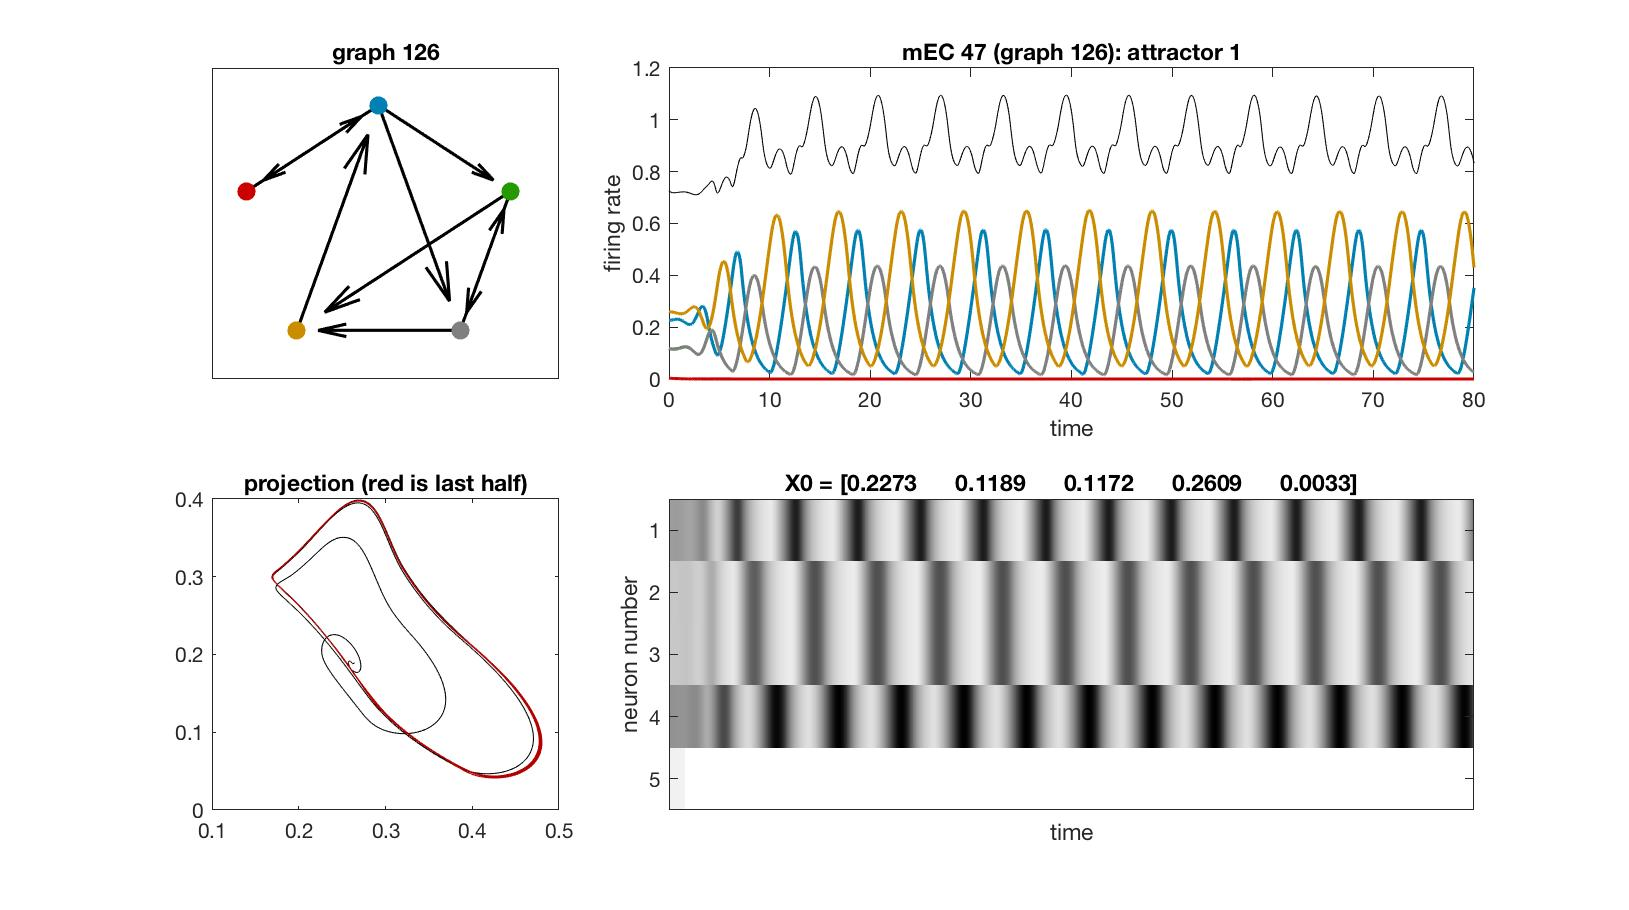 graph 126
mEC 47 (graph 126): attractor 1
1.2
1
0.8
0.6
0.4
0.2
0
firing rate
0 10 20 30 40 50 60 70 80
time
projection (red is last half)
0.4
0.3
0.2
0.1
0
0.1 0.2 0.3 0.4 0.5
X0 = [0.2273 0.1189 0.1172 0.2609 0.0033]
1
2
3
4
5
neuron number
time